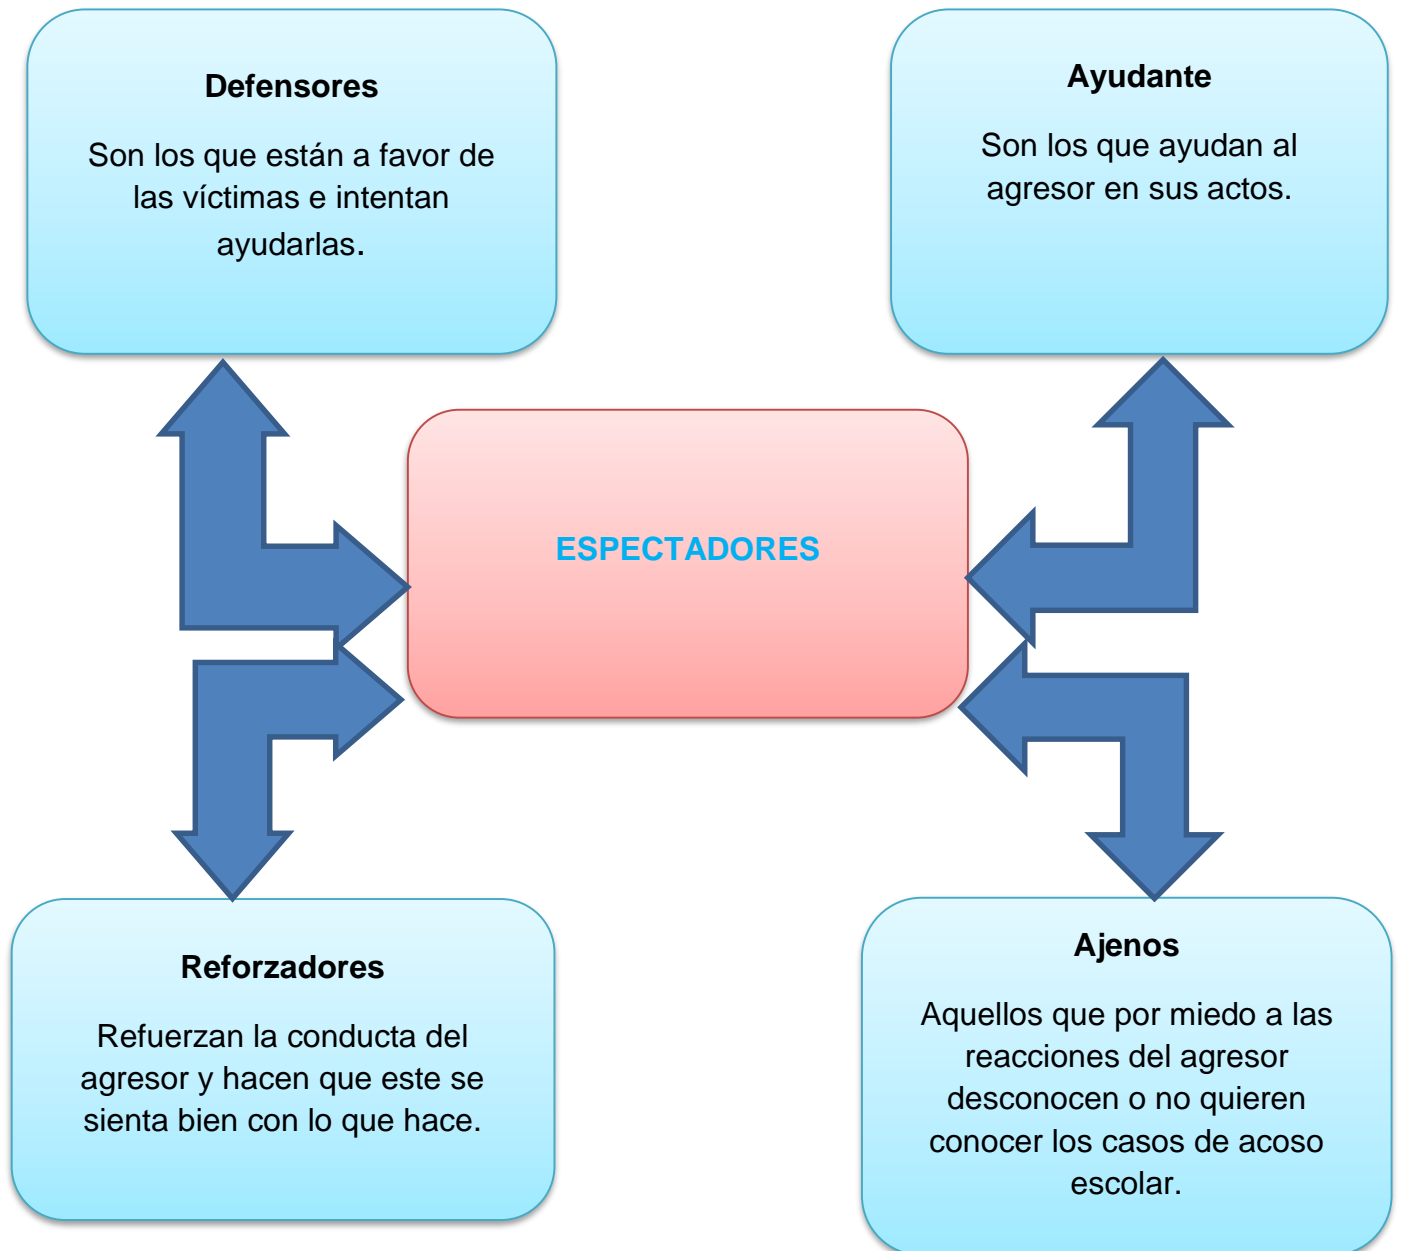 Defensores
Son los que están a favor de
las víctimas e intentan
ayudarlas.
Ayudante
Son los que ayudan al
agresor en sus actos.
ESPECTADORES
Reforzadores
Refuerzan la conducta del
agresor y hacen que este se
sienta bien con lo que hace.
Ajenos
Aquellos que por miedo a las
reacciones del agresor
desconocen o no quieren
conocer los casos de acoso
escolar.